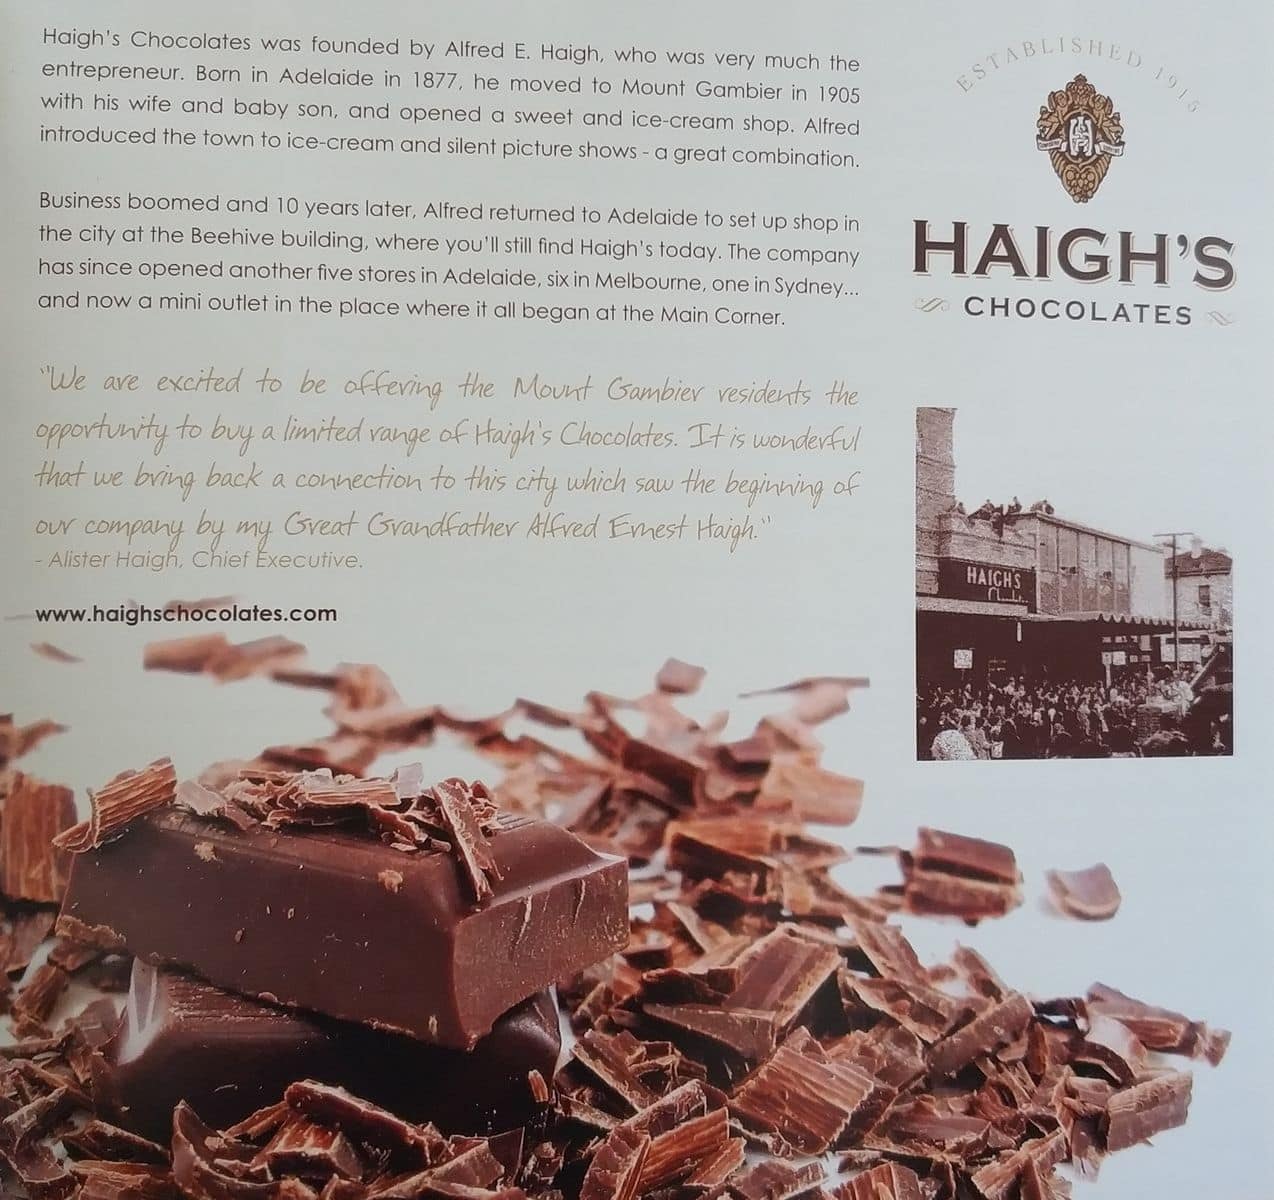 Haigh's Chocolates was founded by Alfred E. Haigh, who was very much the
entrepreneur. Born in Adelaide in 1877, he moved to Mount Gambier in 1905
with his wife and baby son, and opened a sweet and ice-cream shop. Alfred
introduced the town to ice-cream and silent picture shows - a great combination.
Business boomed and 10 years later, Alfred returned to Adelaide to set up shop in
the city at the Beehive building, where you'll still find Haigh's today. The company
has since opened another five stores in Adelaide, six in Melbourne, one in Sydney...
and now a mini outlet in the place where it all began at the Main Corner.
"We are excited to be offering the Mount Gambier residents the
opportunity to buy a limited range of Haigh's Chocolates. It is wonderful
that we bring back a connection to this city which saw the beginning of
our company by my Great Grandfather Alfred Ernest Haigh."
- Alister Haigh, Chief Executive.
www.haighschocolates.com
ESTABLISHED 1915
H
HAIGH'S
CHOCOLATES
HAIGH'S